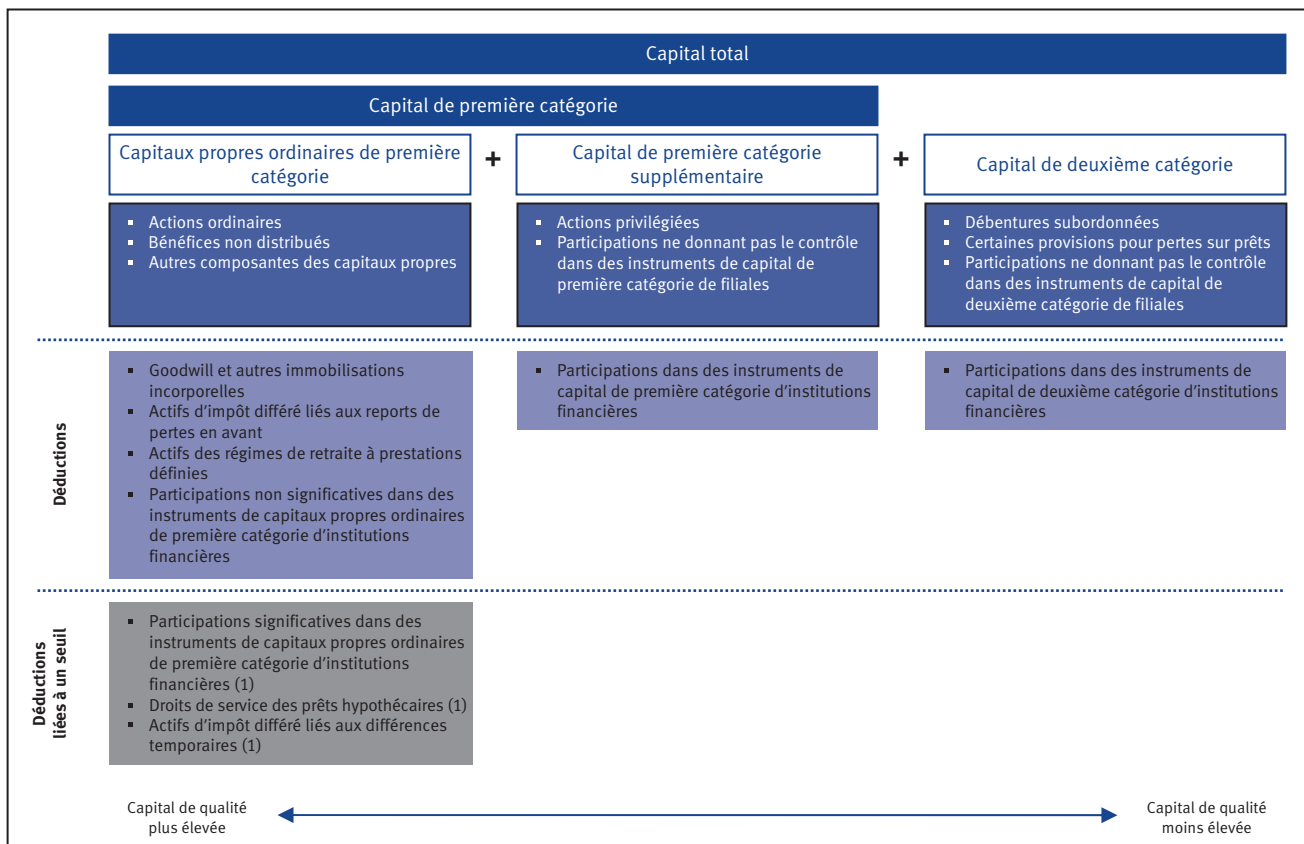 Capital total
Capital de première catégorie
Capitaux propres ordinaires de première
catégorie
+
Capital de première catégorie
supplémentaire
+
Capital de deuxième catégorie
▪ Actions ordinaires
▪ Bénéfices non distribués
▪ Autres composantes des capitaux propres
▪ Actions privilégiées
▪ Participations ne donnant pas le contrôle
dans des instruments de capital de
première catégorie de filiales
▪ Débentures subordonnées
▪ Certaines provisions pour pertes sur prêts
▪ Participations ne donnant pas le contrôle
dans des instruments de capital de
deuxième catégorie de filiales
Déductions
▪ Goodwill et autres immobilisations
incorporelles
▪ Actifs d'impôt différé liés aux reports de
pertes en avant
▪ Actifs des régimes de retraite à prestations
définies
▪ Participations non significatives dans des
instruments de capitaux propres ordinaires
de première catégorie d'institutions
financières
▪ Participations dans des instruments de
capital de première catégorie d'institutions
financières
▪ Participations dans des instruments de
capital de deuxième catégorie d'institutions
financières
Déductions
liées à un seuil
▪ Participations significatives dans des
instruments de capitaux propres ordinaires
de première catégorie d'institutions
financières (1)
▪ Droits de service des prêts hypothécaires (1)
▪ Actifs d'impôt différé liés aux différences
temporaires (1)
Capital de qualité
plus élevée
Capital de qualité
moins élevée